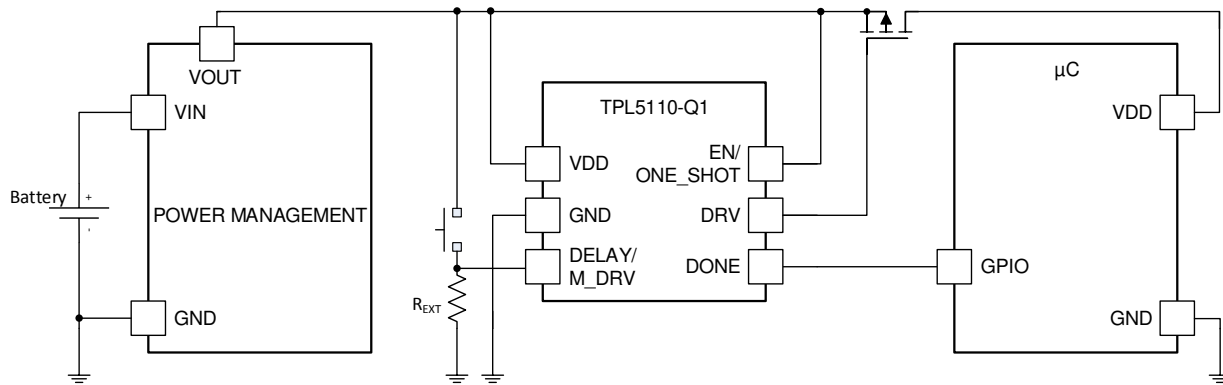 VOUT
VIN
Battery
+
-
POWER MANAGEMENT
GND
R_EXT
TPL5110-Q1
VDD
GND
DELAY/
M_DRV
EN/
ONE_SHOT
DRV
DONE
µC
VDD
GPIO
GND